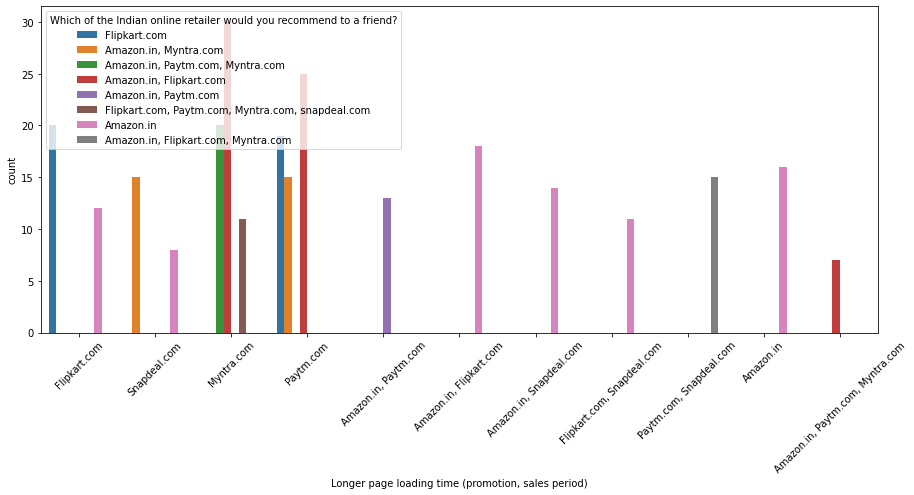 Which of the Indian online retailer would you recommend to a friend?
Flipkart.com
Amazon.in, Myntra.com
Amazon.in, Paytm.com, Myntra.com
Amazon.in, Flipkart.com
Amazon.in, Paytm.com
Flipkart.com, Paytm.com, Myntra.com, snapdeal.com
Amazon.in
Amazon.in, Flipkart.com, Myntra.com
30
25
20
15
10
5
0
count
Flipkart.com
Snapdeal.com
Myntra.com
Paytm.com
Amazon.in, Paytm.com
Amazon.in, Flipkart.com
Amazon.in, Snapdeal.com
Flipkart.com, Snapdeal.com
Paytm.com, Snapdeal.com
Amazon.in
Amazon.in, Paytm.com, Myntra.com
Longer page loading time (promotion, sales period)